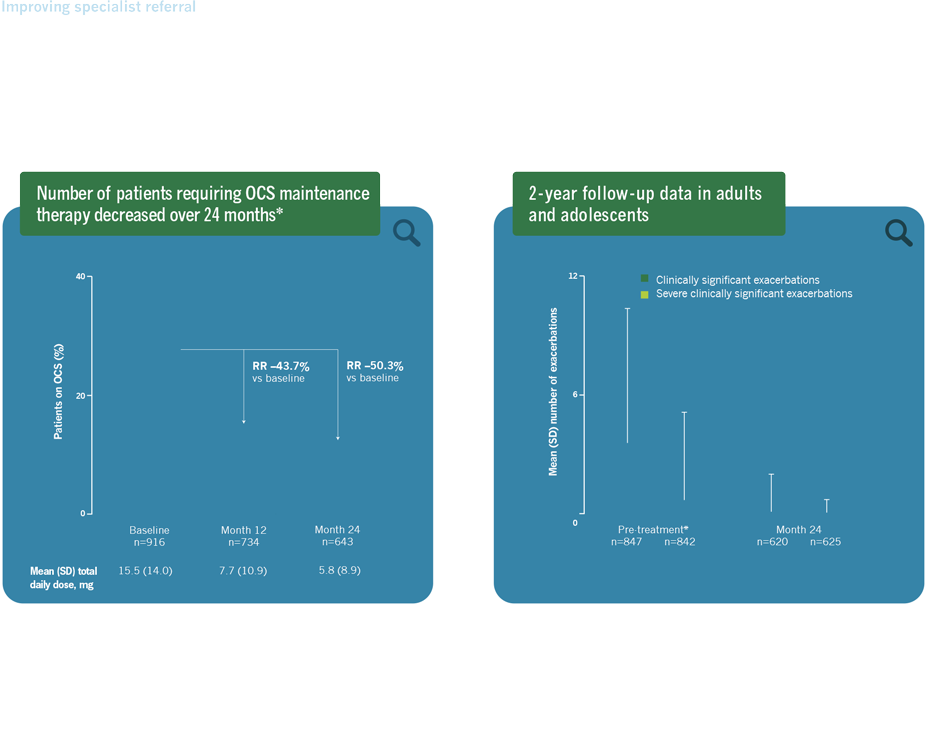 Improving specialist referral
Number of patients requiring OCS maintenance
therapy decreased over 24 months*
40
20
0
Patients on OCS (%)
RR –43.7%
vs baseline
RR –50.3%
vs baseline
Baseline
n=916
Month 12
n=734
Month 24
n=643
Mean (SD) total
daily dose, mg
15.5 (14.0)
7.7 (10.9)
5.8 (8.9)
2-year follow-up data in adults
and adolescents
12
6
0
Mean (SD) number of exacerbations
Clinically significant exacerbations
Severe clinically significant exacerbations
Pre-treatment*
n=847
n=842
Month 24
n=620
n=625